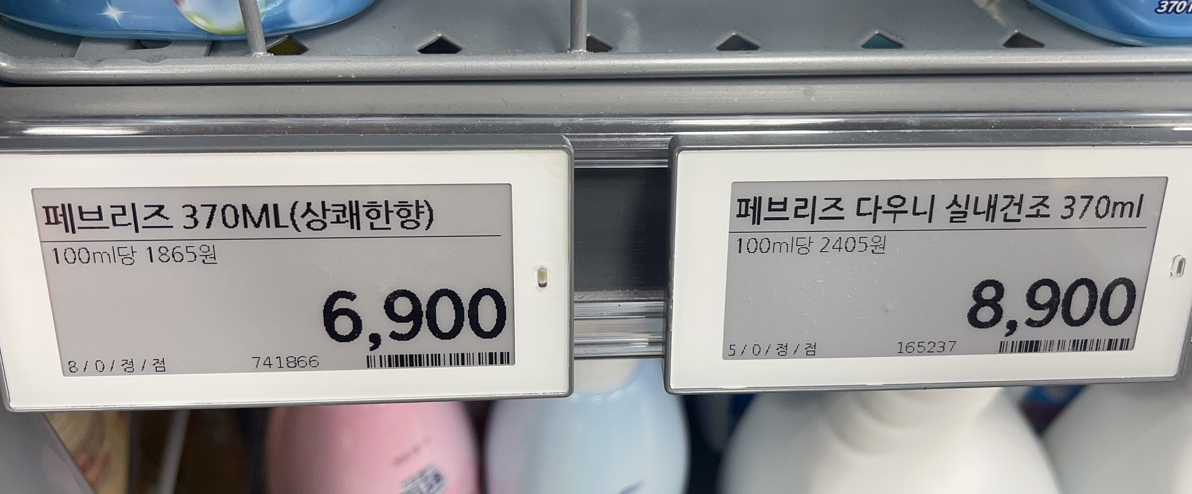 페브리즈 370ML(상쾌한향)
100ml당 1865원
6,900
8/0/정/점 741866
페브리즈 다우니 실내건조 370ml
100ml당 2405원
8,900
5/0/정/점 165237